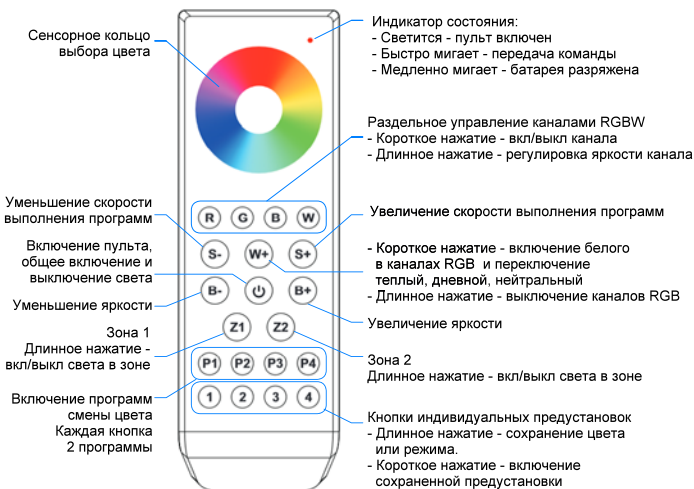 Сенсорное кольцо
выбора цвета
Индикатор состояния:
- Светится - пульт включен
- Быстро мигает - передача команды
- Медленно мигает - батарея разряжена
Раздельное управление каналами RGBW
- Короткое нажатие - вкл/выкл канала
- Длинное нажатие - регулировка яркости канала
Уменьшение скорости
выполнения программ
R G B W
Увеличение скорости выполнения программ
Включение пульта,
общее включение и
выключение света
S- W+ S+
- Короткое нажатие - включение белого
в каналах RGB и переключение
теплый, дневной, нейтральный
- Длинное нажатие - выключение каналов RGB
Уменьшение яркости
B- B+
Увеличение яркости
Зона 1
Длинное нажатие -
вкл/выкл света в зоне
Z1 Z2
Зона 2
Длинное нажатие - вкл/выкл света в зоне
P1 P2 P3 P4
Включение программ
смены цвета
Каждая кнопка
2 программы
1 2 3 4
Кнопки индивидуальных предустановок
- Длинное нажатие - сохранение цвета
или режима.
- Короткое нажатие - включение
сохраненной предустановки